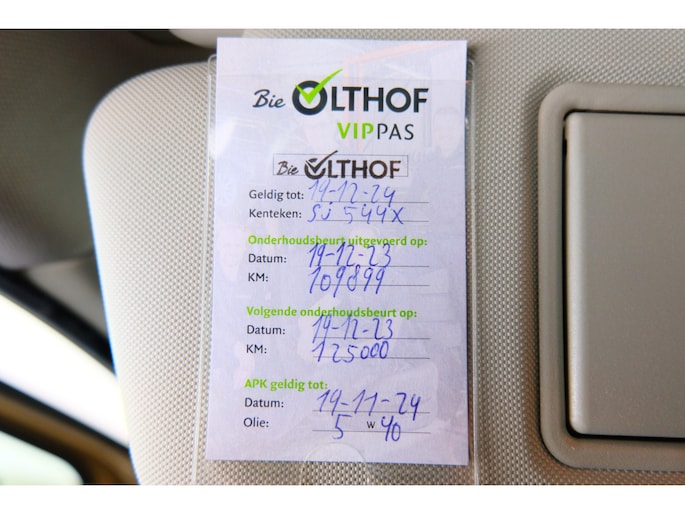 Bie OLTHOF
VIPPAS
Bie OLTHOF
Geldig tot: 19-12-24
Kenteken: SJ 544X
Onderhoudsbeurt uitgevoerd op:
Datum: 19-12-23
KM: 109899
Volgende onderhoudsbeurt op:
Datum: 19-12-23
KM: 125000
APK geldig tot:
Datum: 19-11-24
Olie: 5 W 40